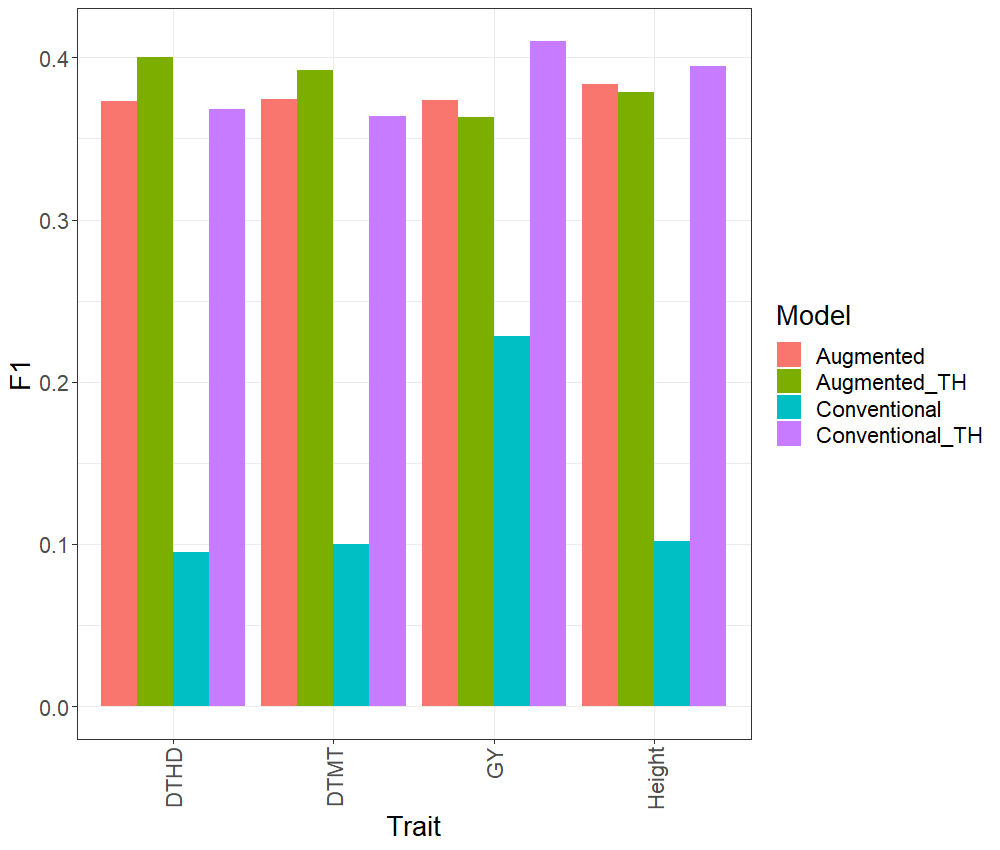 0.4
0.3
0.2
0.1
0.0
F1
DTHD
DTMT
GY
Height
Trait
Model
Augmented
Augmented_TH
Conventional
Conventional_TH